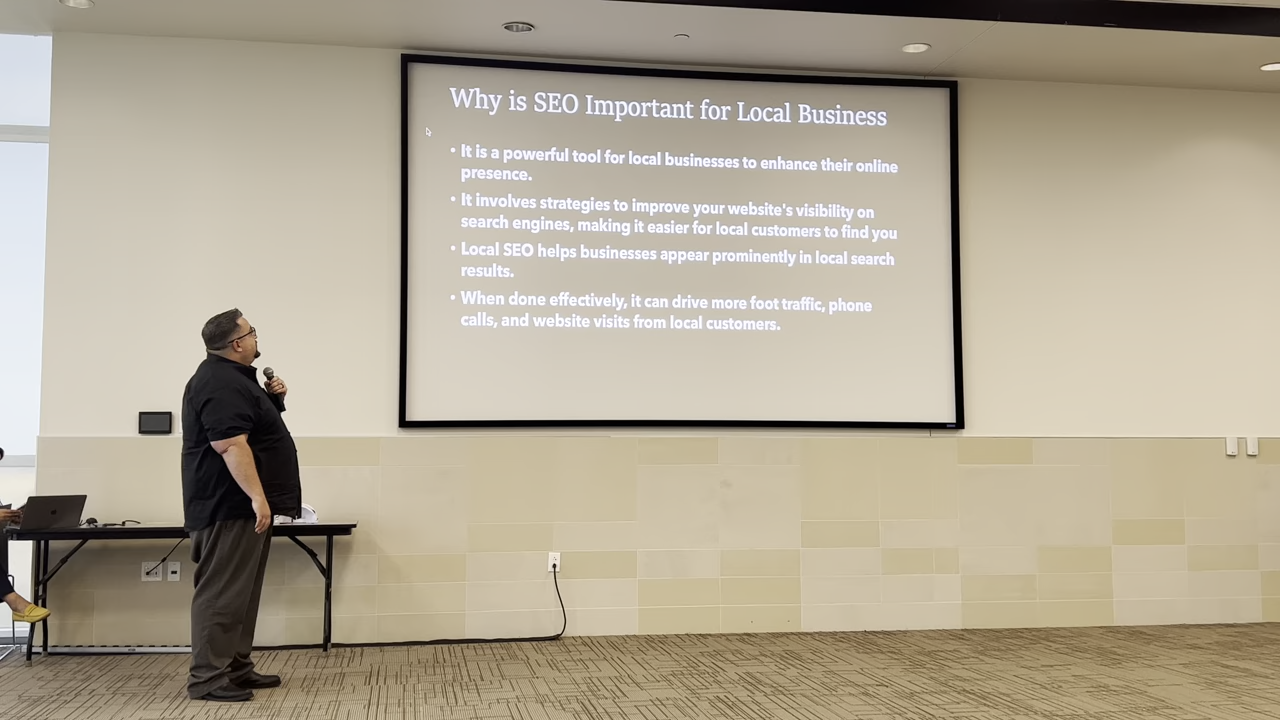 Why is SEO Important for Local Business
• It is a powerful tool for local businesses to enhance their online
presence.
• It involves strategies to improve your website's visibility on
search engines, making it easier for local customers to find you
• Local SEO helps businesses appear prominently in local search
results.
• When done effectively, it can drive more foot traffic, phone
calls, and website visits from local customers.